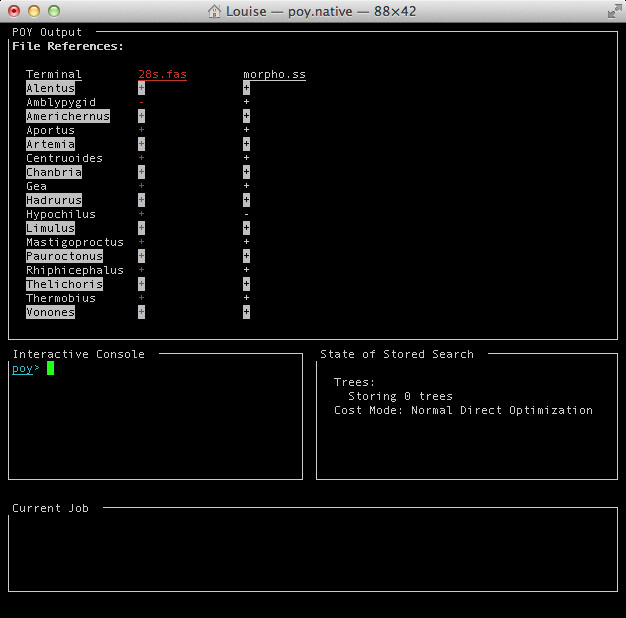 Louise — poy.native — 88×42
POY Output
File References:
Terminal 28s.fas morpho.ss
Alentus + +
Amblypygid - +
Americhernus + +
Aportus + +
Artemia + +
Centruoides + +
Chanbria + +
Gea + +
Hadrurus + +
Hypochilus + -
Limulus + +
Mastigoproctus + +
Pauroctonus + +
Rhiphicephalus + +
Thelichoris + +
Thermobius + +
Vonones + +
Interactive Console
poy>
State of Stored Search
Trees:
Storing 0 trees
Cost Mode: Normal Direct Optimization
Current Job